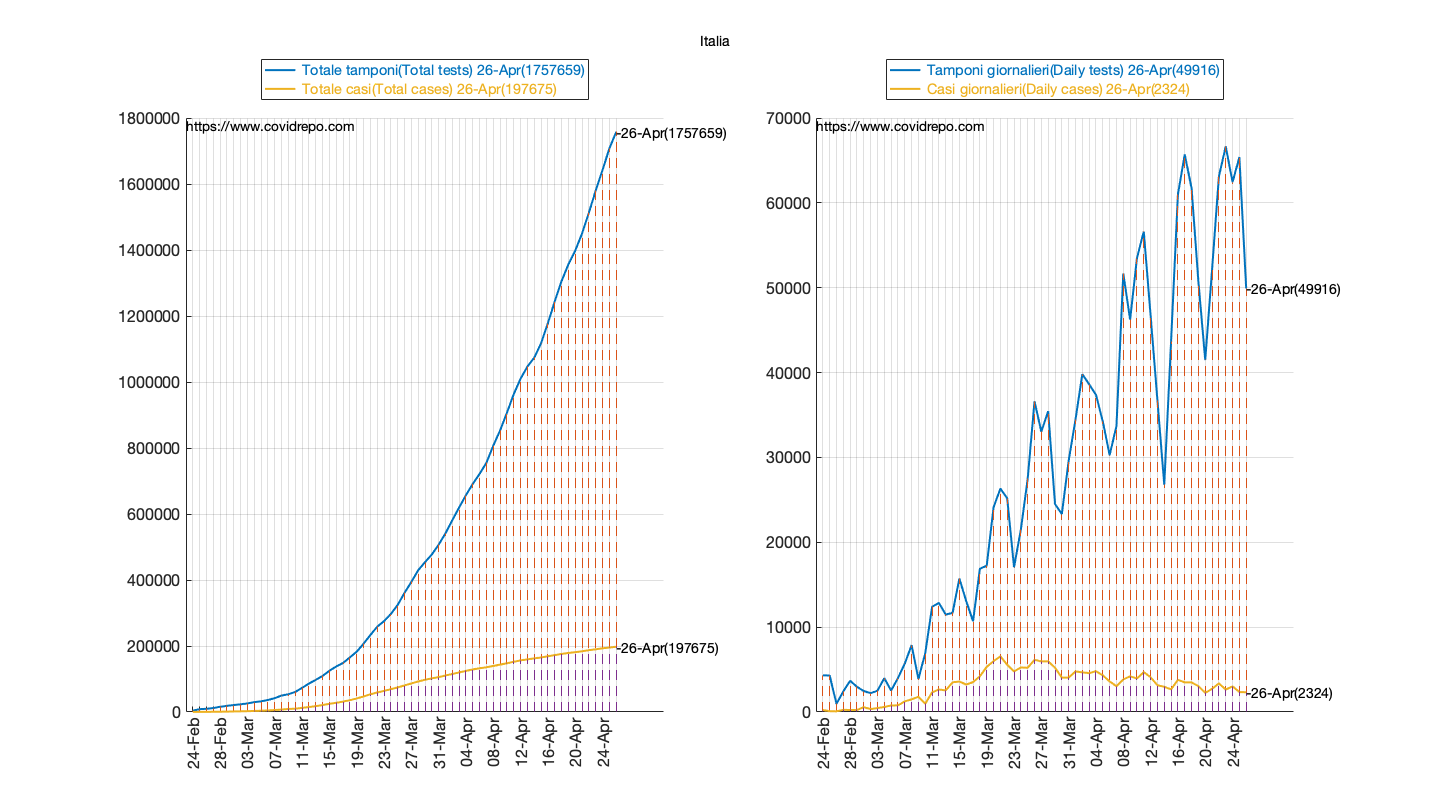 Italia
Totale tamponi(Total tests) 26-Apr(1757659)
Totale casi(Total cases) 26-Apr(197675)
1800000
1600000
1400000
1200000
1000000
800000
600000
400000
200000
0
https://www.covidrepo.com
26-Apr(1757659)
26-Apr(197675)
24-Feb
28-Feb
03-Mar
07-Mar
11-Mar
15-Mar
19-Mar
23-Mar
27-Mar
31-Mar
04-Apr
08-Apr
12-Apr
16-Apr
20-Apr
24-Apr
Tamponi giornalieri(Daily tests) 26-Apr(49916)
Casi giornalieri(Daily cases) 26-Apr(2324)
70000
60000
50000
40000
30000
20000
10000
0
https://www.covidrepo.com
26-Apr(49916)
26-Apr(2324)
24-Feb
28-Feb
03-Mar
07-Mar
11-Mar
15-Mar
19-Mar
23-Mar
27-Mar
31-Mar
04-Apr
08-Apr
12-Apr
16-Apr
20-Apr
24-Apr